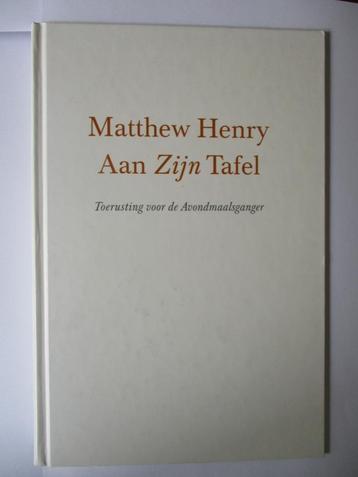 Matthew Henry
Aan Zijn Tafel
Toerusting voor de Avondmaalsganger